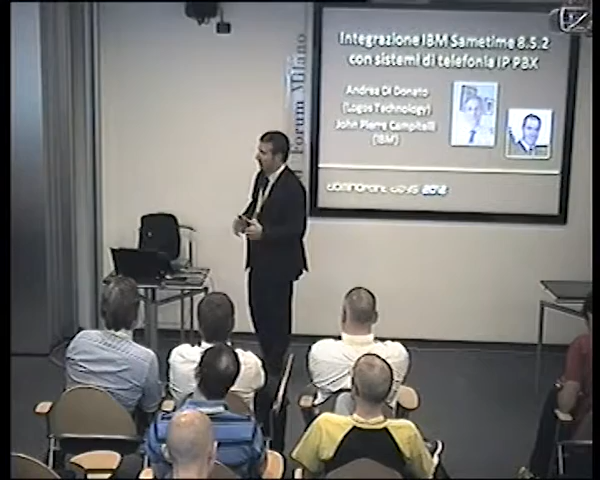 Integrazione IBM Sametime 8.5.2
con sistemi di telefonia IP PBX
Andrea Di Donato
(Logos Technology)
John Pierre Campitelli
(IBM)
Forum Milano